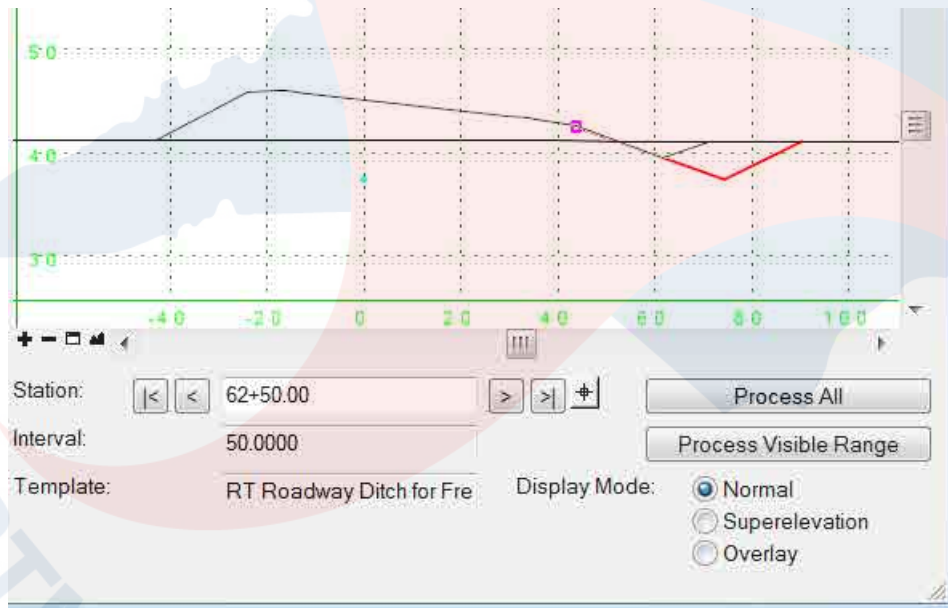 50
40
30
-40 -20 0 20 40 60 80 100
Station: |< < 62+50.00 > >|
Interval: 50.0000
Template: RT Roadway Ditch for Fre
Display Mode:
Normal
Superelevation
Overlay
Process All
Process Visible Range